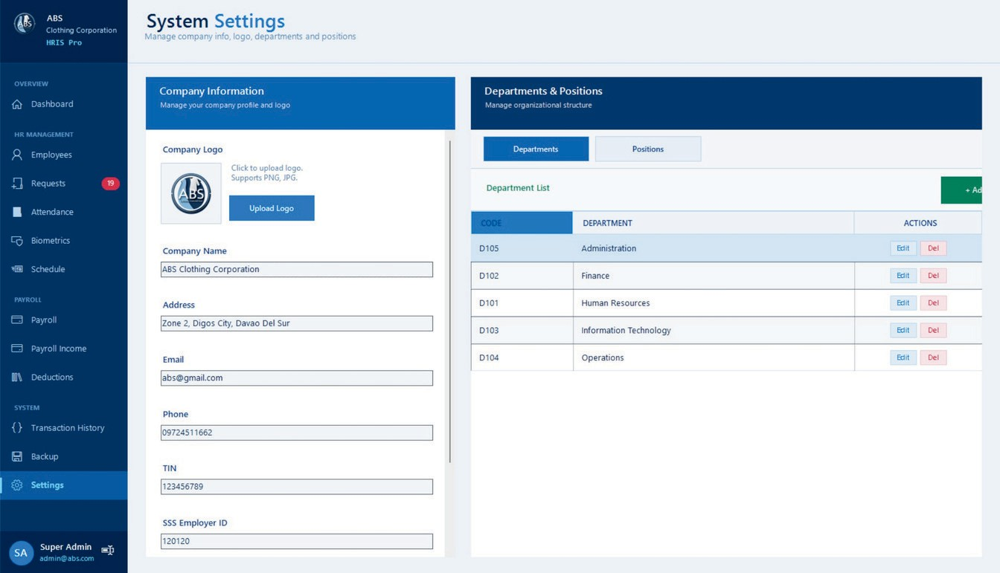 ABS
Clothing Corporation
HRIS Pro
OVERVIEW
Dashboard
HR MANAGEMENT
Employees
Requests 19
Attendance
Biometrics
Schedule
PAYROLL
Payroll
Payroll Income
Deductions
SYSTEM
Transaction History
Backup
Settings
SA
Super Admin
admin@abs.com
System Settings
Manage company info, logo, departments and positions
Company Information
Manage your company profile and logo
Company Logo
ABS
Click to upload logo.
Supports PNG, JPG.
Upload Logo
Company Name
ABS Clothing Corporation
Address
Zone 2, Digos City, Davao Del Sur
Email
abs@gmail.com
Phone
09724511662
TIN
123456789
SSS Employer ID
120120
Departments & Positions
Manage organizational structure
Departments Positions
Department List
+ Ad
CODE DEPARTMENT ACTIONS
D105 Administration Edit Del
D102 Finance Edit Del
D101 Human Resources Edit Del
D103 Information Technology Edit Del
D104 Operations Edit Del